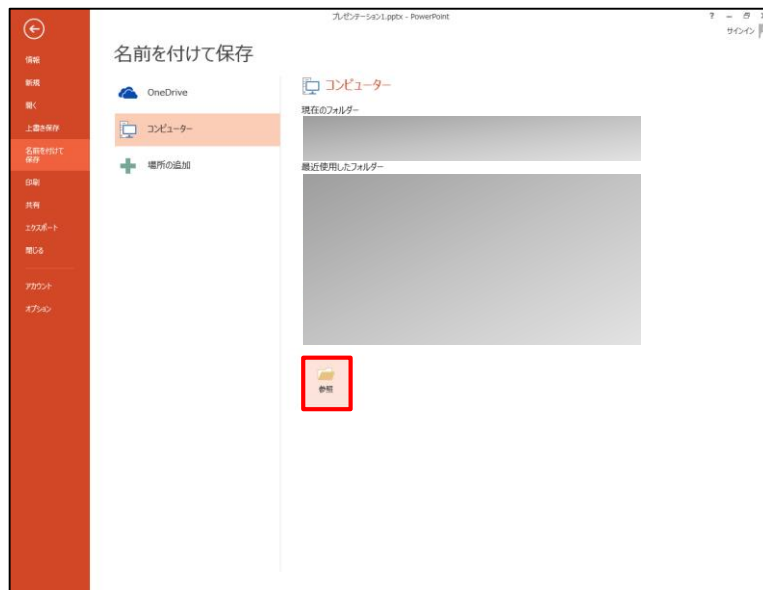 プレゼンテーション1.pptx - PowerPoint
サインイン
情報
新規
開く
上書き保存
名前を付けて
保存
印刷
共有
エクスポート
閉じる
アカウント
オプション
名前を付けて保存
OneDrive
コンピューター
場所の追加
コンピューター
現在のフォルダー
最近使用したフォルダー
参照